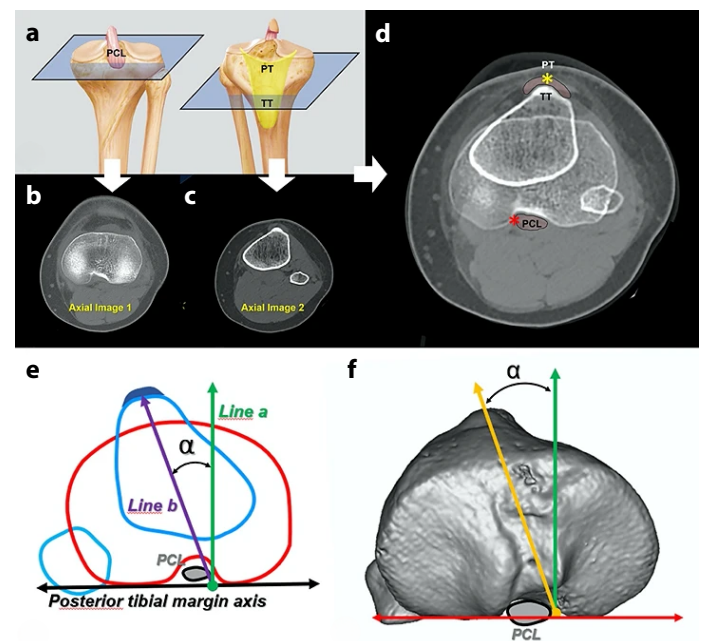 a
PCL
PT
TT
d
PT
*
TT
*
PCL
b
Axial Image 1
c
Axial Image 2
e
Line a
α
Line b
PCL
Posterior tibial margin axis
f
α
PCL